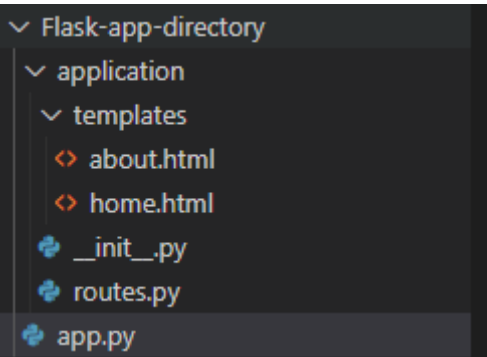 Flask-app-directory
application
templates
about.html
home.html
__init__.py
routes.py
app.py